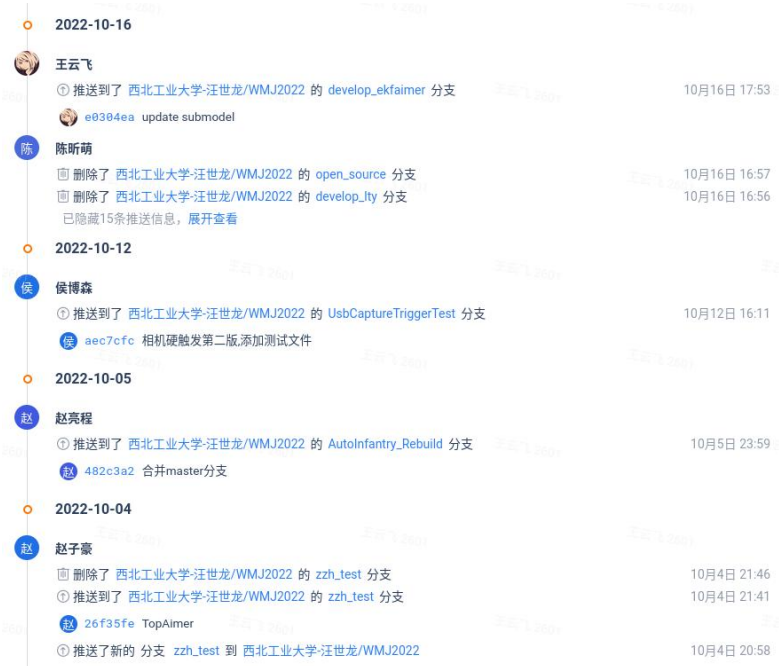 2022-10-16
王云飞
推送到了 西北工业大学-汪世龙/WMJ2022 的 develop_ekfaimer 分支 10月16日 17:53
e0304ea update submodel
陈 陈昕萌
删除了 西北工业大学-汪世龙/WMJ2022 的 open_source 分支 10月16日 16:57
删除了 西北工业大学-汪世龙/WMJ2022 的 develop_lty 分支 10月16日 16:56
已隐藏15条推送信息，展开查看
2022-10-12
侯 侯博森
推送到了 西北工业大学-汪世龙/WMJ2022 的 UsbCaptureTriggerTest 分支 10月12日 16:11
侯 aec7cfc 相机硬触发第二版,添加测试文件
2022-10-05
赵 赵亮程
推送到了 西北工业大学-汪世龙/WMJ2022 的 AutoInfantry_Rebuild 分支 10月5日 23:59
赵 482c3a2 合并master分支
2022-10-04
赵 赵子豪
删除了 西北工业大学-汪世龙/WMJ2022 的 zzh_test 分支 10月4日 21:46
推送到了 西北工业大学-汪世龙/WMJ2022 的 zzh_test 分支 10月4日 21:41
赵 26f35fe TopAimer
推送了新的 分支 zzh_test 到 西北工业大学-汪世龙/WMJ2022 10月4日 20:58